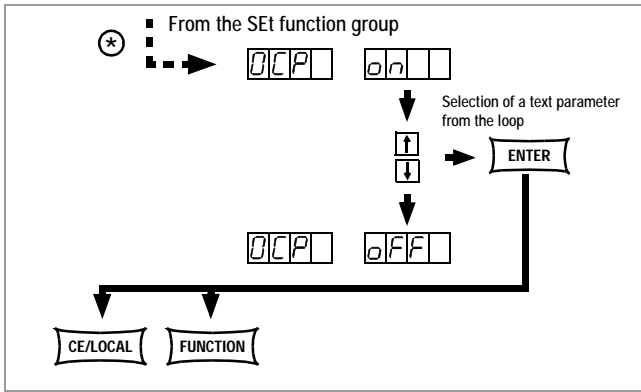 From the SEt function group
*
OCP on
Selection of a text parameter
from the loop
↑
ENTER
↓
OCP oFF
CE/LOCAL FUNCTION